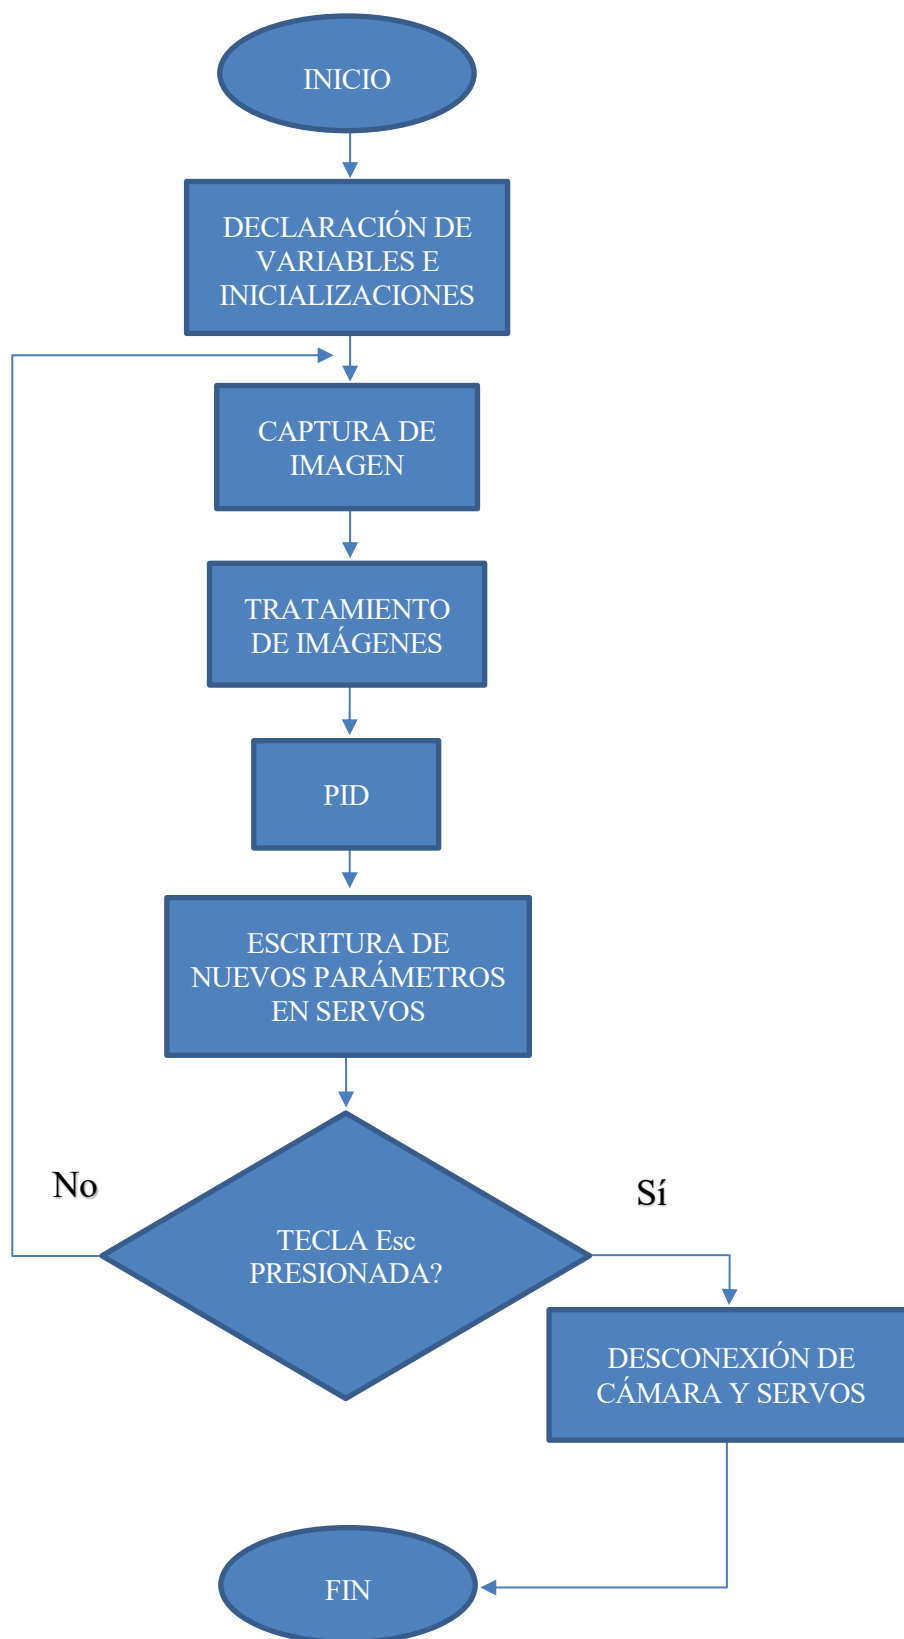 INICIO
DECLARACIÓN DE
VARIABLES E
INICIALIZACIONES
CAPTURA DE
IMAGEN
TRATAMIENTO
DE IMÁGENES
PID
ESCRITURA DE
NUEVOS PARÁMETROS
EN SERVOS
No
Sí
TECLA Esc
PRESIONADA?
DESCONEXIÓN DE
CÁMARA Y SERVOS
FIN